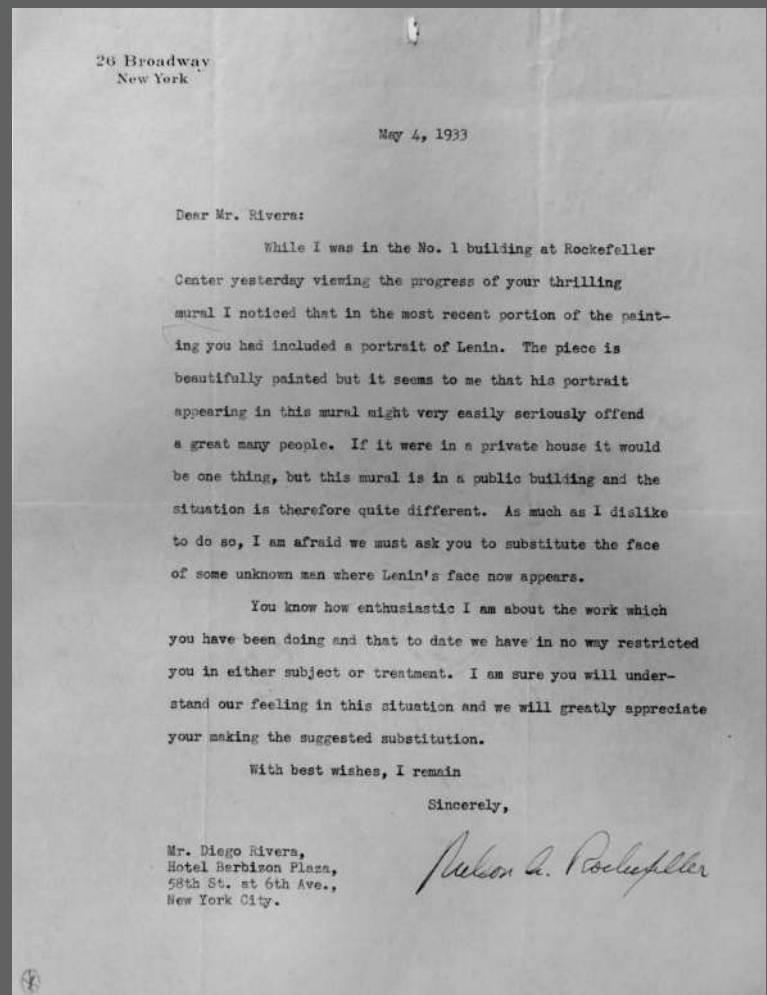 26 Broadway
New York
May 4, 1933
Dear Mr. Rivera:
While I was in the No. 1 building at Rockefeller
Center yesterday viewing the progress of your thrilling
mural I noticed that in the most recent portion of the paint-
ing you had included a portrait of Lenin. The piece is
beautifully painted but it seems to me that his portrait
appearing in this mural might very easily seriously offend
a great many people. If it were in a private house it would
be one thing, but this mural is in a public building and the
situation is therefore quite different. As much as I dislike
to do so, I am afraid we must ask you to substitute the face
of some unknown man where Lenin's face now appears.
You know how enthusiastic I am about the work which
you have been doing and that to date we have in no way restricted
you in either subject or treatment. I am sure you will under-
stand our feeling in this situation and we will greatly appreciate
your making the suggested substitution.
With best wishes, I remain
Sincerely,
Nelson A. Rockefeller
Mr. Diego Rivera,
Hotel Barbizon Plaza,
58th St. at 6th Ave.,
New York City.